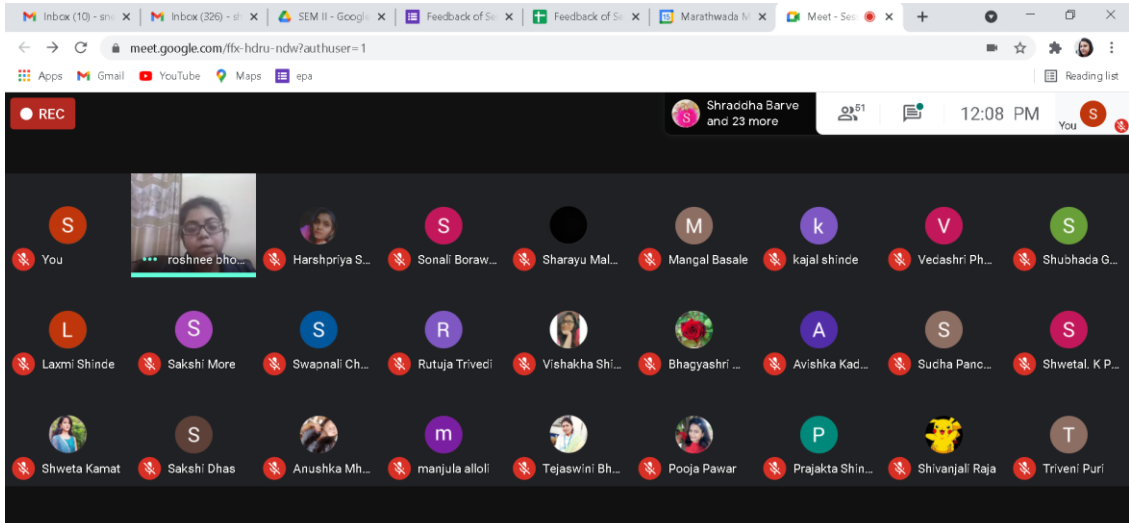 Inbox (10) - sn
Inbox (326) - sh
SEM II - Google
Feedback of Se
Feedback of Se
Marathwada M
Meet - Ses
meet.google.com/ffx-hdru-ndw?authuser=1
Apps Gmail YouTube Maps epa Reading list
REC
Shraddha Barve
and 23 more
51
12:08 PM
You S
S S M k V S
You roshnee bho... Harshpriya S... Sonali Boraw... Sharayu Mal... Mangal Basale kajal shinde Vedashri Ph... Shubhada G...
L S S R A S S
Laxmi Shinde Sakshi More Swapnali Ch... Rutuja Trivedi Vishakha Shi... Bhagyashri ... Avishka Kad... Sudha Panc... Shwetal. K P...
S m P T
Shweta Kamat Sakshi Dhas Anushka Mh... manjula alloli Tejaswini Bh... Pooja Pawar Prajakta Shin... Shivanjali Raja Triveni Puri